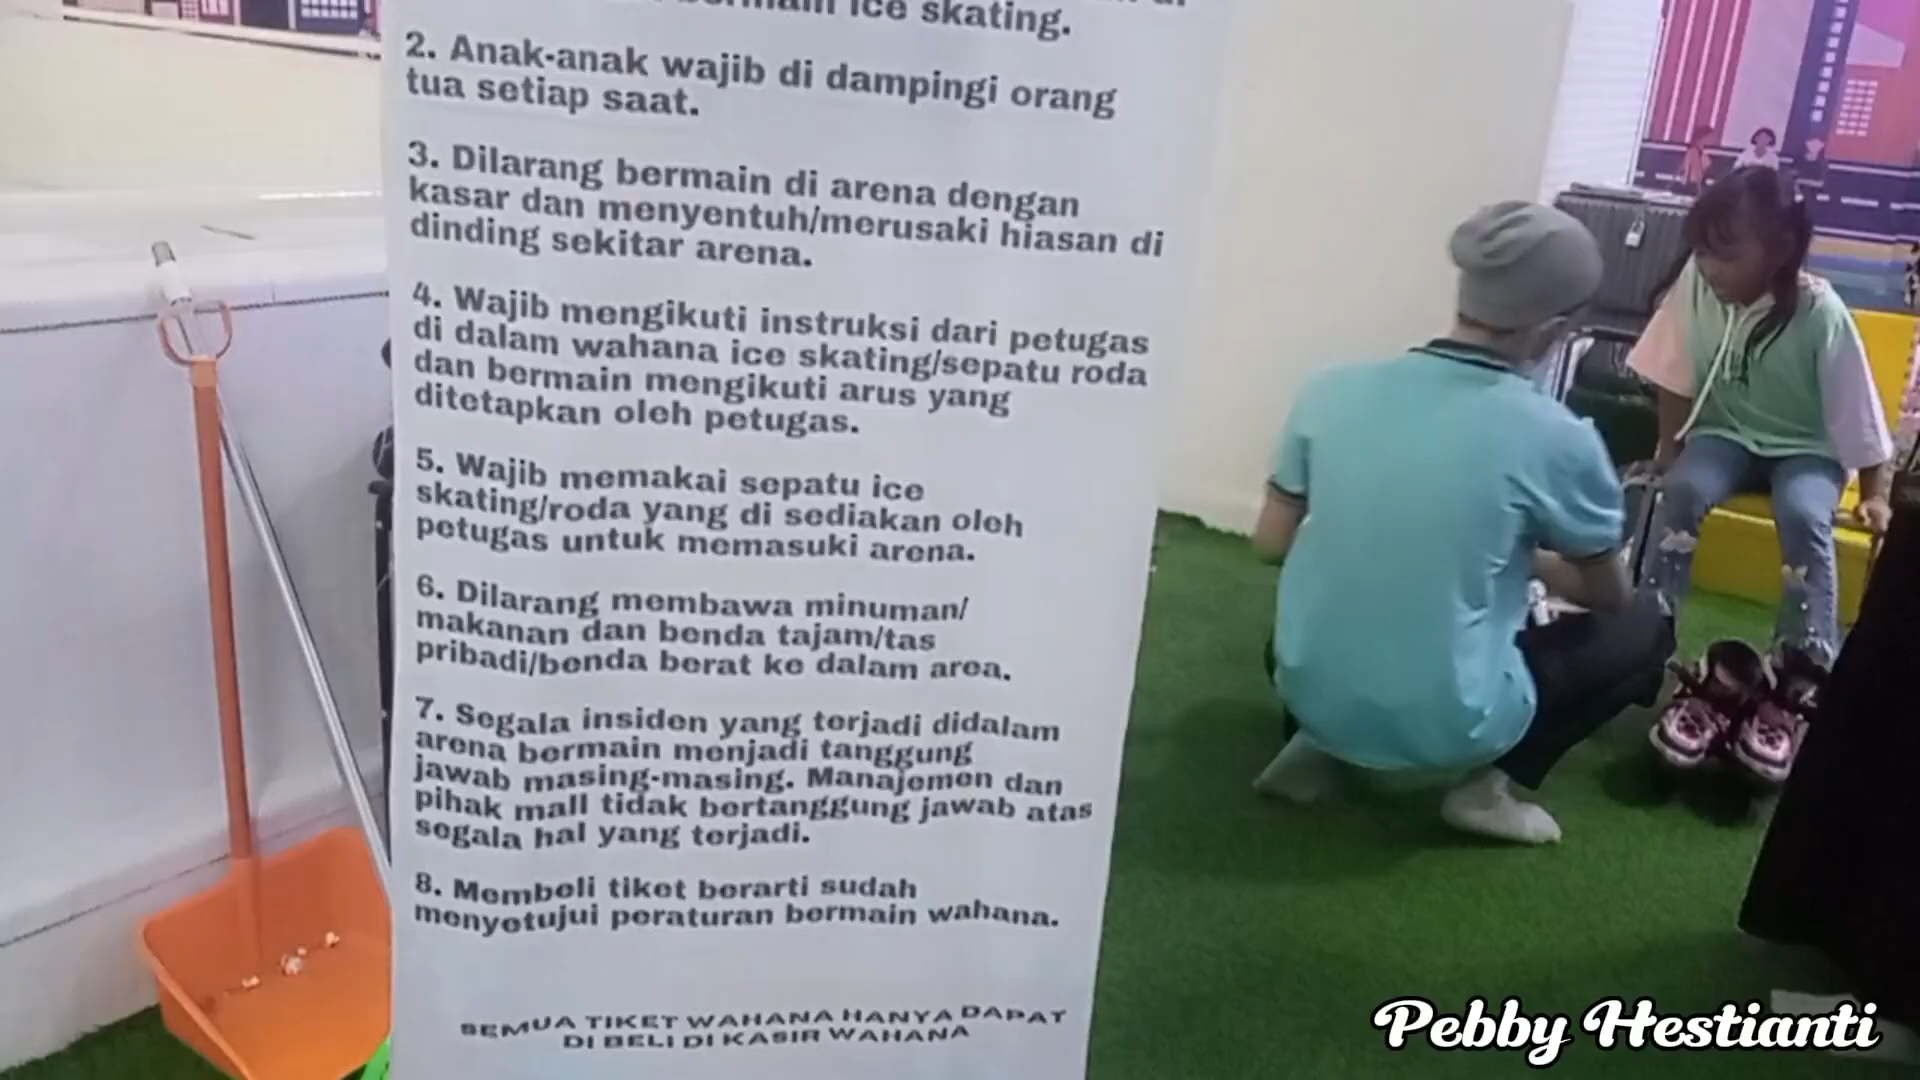 ice skating.
2. Anak-anak wajib di dampingi orang
tua setiap saat.
3. Dilarang bermain di arena dengan
kasar dan menyentuh/merusaki hiasan di
dinding sekitar arena.
4. Wajib mengikuti instruksi dari petugas
di dalam wahana ice skating/sepatu roda
dan bermain mengikuti arus yang
ditetapkan oleh petugas.
5. Wajib memakai sepatu ice
skating/roda yang di sediakan oleh
petugas untuk memasuki arena.
6. Dilarang membawa minuman/
makanan dan benda tajam/tas
pribadi/benda berat ke dalam area.
7. Segala insiden yang terjadi didalam
arena bermain menjadi tanggung
jawab masing-masing. Manajemen dan
pihak mall tidak bertanggung jawab atas
segala hal yang terjadi.
8. Membeli tiket berarti sudah
menyetujui peraturan bermain wahana.
SEMUA TIKET WAHANA HANYA DAPAT
DI BELI DI KASIR WAHANA
Pebby Hestianti